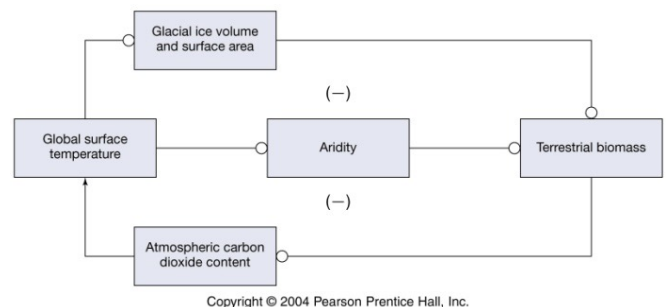 Glacial ice volume
and surface area
(−)
Global surface
temperature
Aridity
Terrestrial biomass
(−)
Atmospheric carbon
dioxide content
Copyright © 2004 Pearson Prentice Hall, Inc.